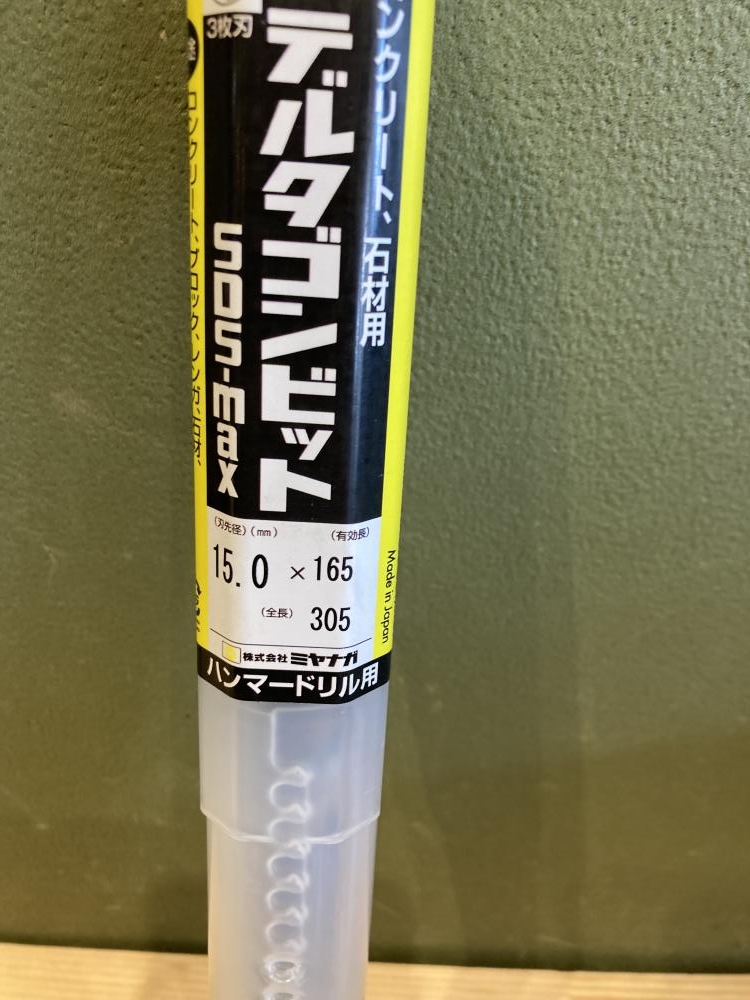 3枚刃
デルタゴンビット
SDS-max
ンクリート、石材用
コンクリート、ブロック、レンガ、石材、
(刃先径)(mm) (有効長)
15.0 × 165
(全長) 305
Made in Japan
株式会社ミヤナガ
ハンマードリル用